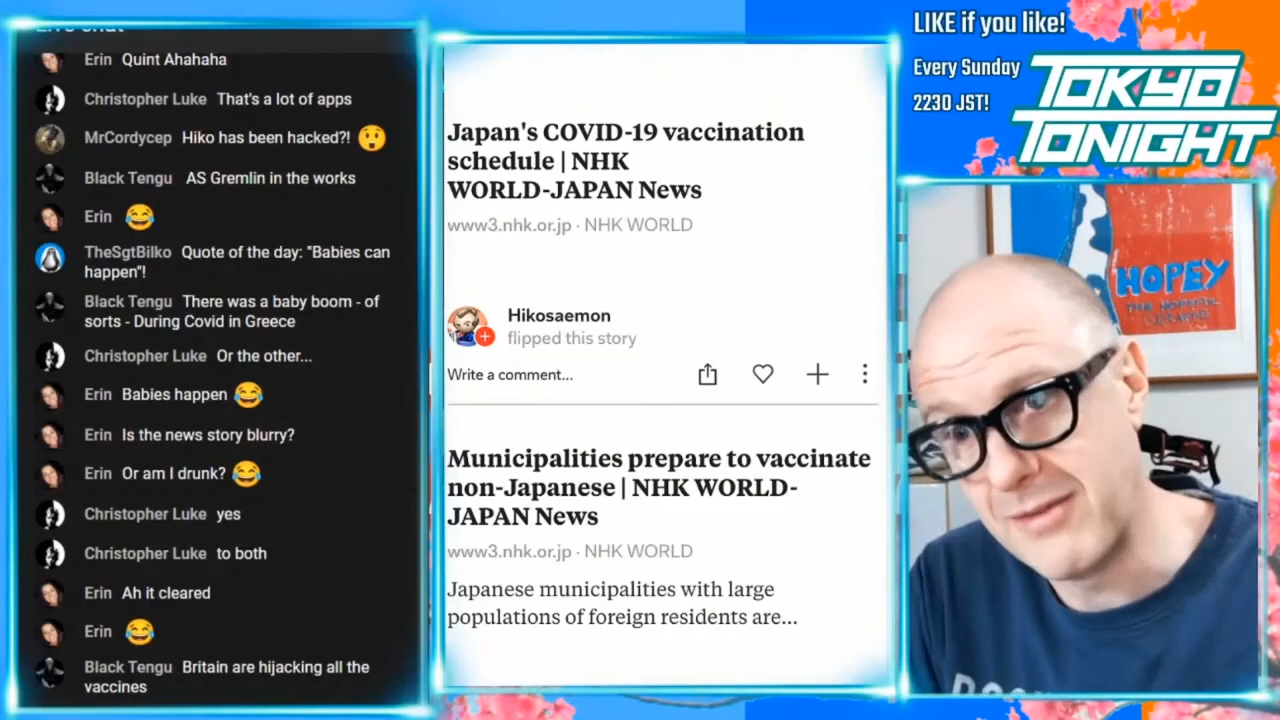 Live chat
Erin Quint Ahahaha
Christopher Luke That's a lot of apps
MrCordycep Hiko has been hacked?! 😲
Black Tengu AS Gremlin in the works
Erin 😂
TheSgtBilko Quote of the day: "Babies can
happen"!
Black Tengu There was a baby boom - of
sorts - During Covid in Greece
Christopher Luke Or the other...
Erin Babies happen 😂
Erin Is the news story blurry?
Erin Or am I drunk? 😂
Christopher Luke yes
Christopher Luke to both
Erin Ah it cleared
Erin 😂
Black Tengu Britain are hijacking all the
vaccines
Japan's COVID-19 vaccination
schedule | NHK
WORLD-JAPAN News
www3.nhk.or.jp · NHK WORLD
Hikosaemon
flipped this story
Write a comment...
Municipalities prepare to vaccinate
non-Japanese | NHK WORLD-
JAPAN News
www3.nhk.or.jp · NHK WORLD
Japanese municipalities with large
populations of foreign residents are...
LIKE if you like!
Every Sunday
2230 JST!
TOKYO
TONIGHT
HOPEY
THE HOPEFUL